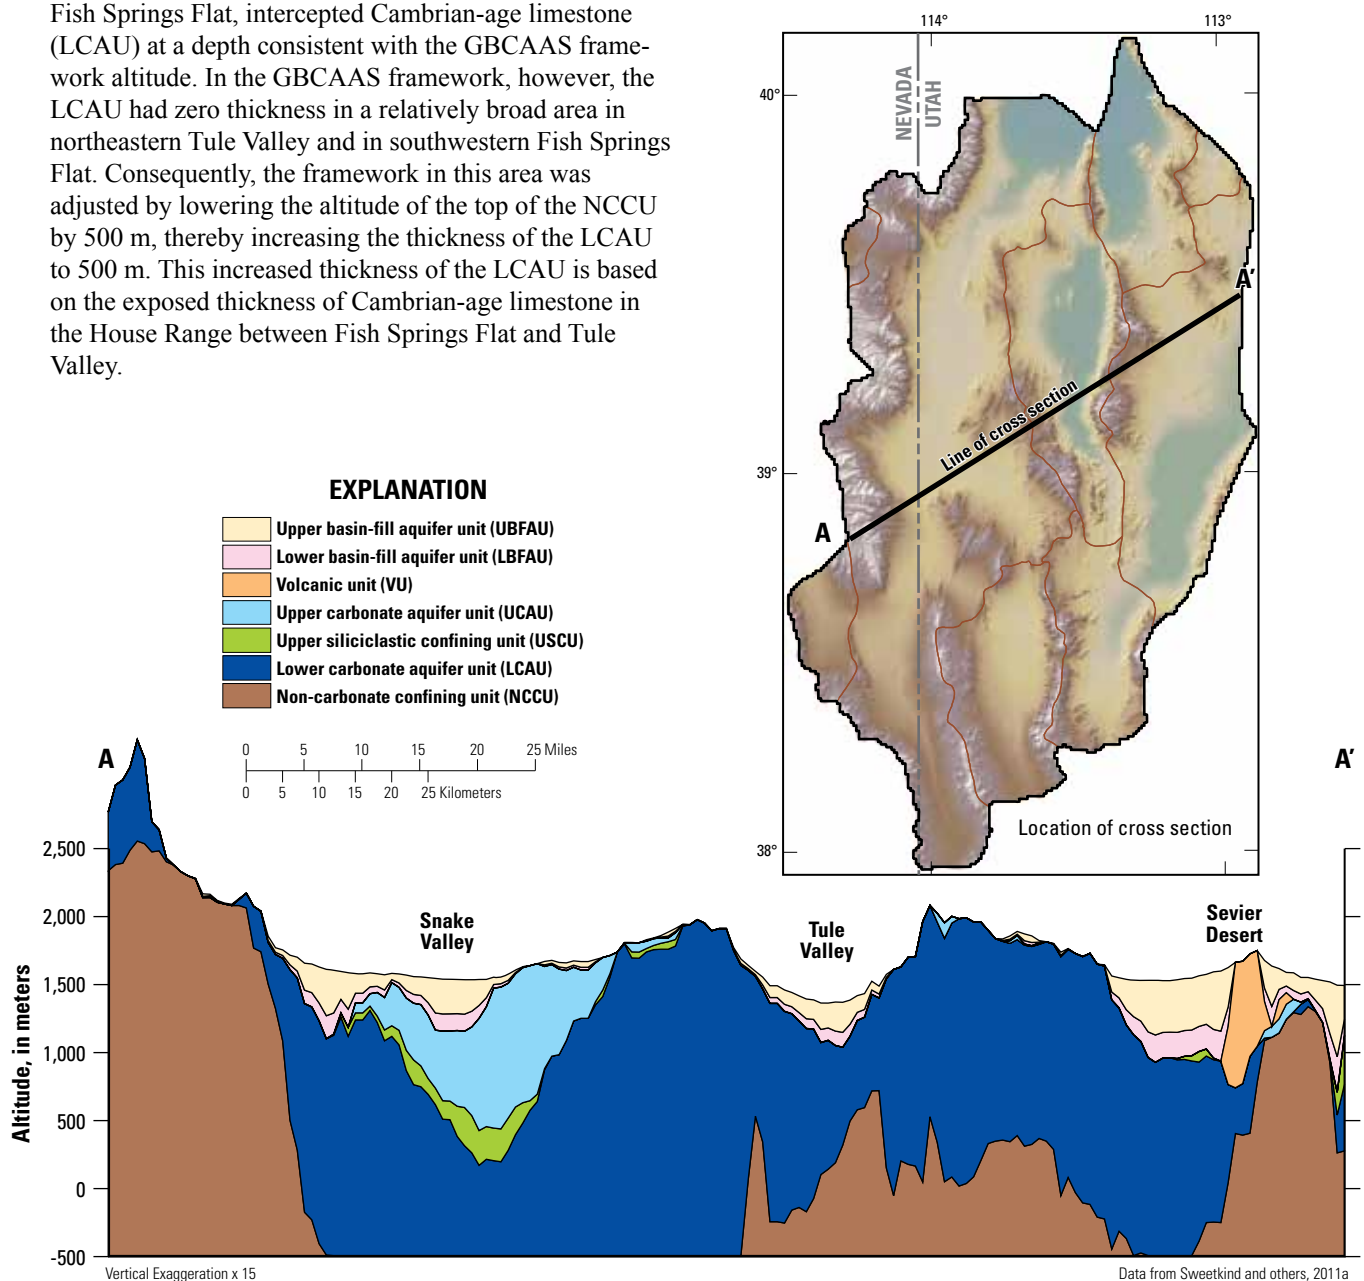 Fish Springs Flat, intercepted Cambrian-age limestone
(LCAU) at a depth consistent with the GBCAAS frame-
work altitude. In the GBCAAS framework, however, the
LCAU had zero thickness in a relatively broad area in
northeastern Tule Valley and in southwestern Fish Springs
Flat. Consequently, the framework in this area was
adjusted by lowering the altitude of the top of the NCCU
by 500 m, thereby increasing the thickness of the LCAU
to 500 m. This increased thickness of the LCAU is based
on the exposed thickness of Cambrian-age limestone in
the House Range between Fish Springs Flat and Tule
Valley.
114°
113°
40°
39°
38°
NEVADA
UTAH
A'
Line of cross section
A
Location of cross section
EXPLANATION
Upper basin-fill aquifer unit (UBFAU)
Lower basin-fill aquifer unit (LBFAU)
Volcanic unit (VU)
Upper carbonate aquifer unit (UCAU)
Upper siliciclastic confining unit (USCU)
Lower carbonate aquifer unit (LCAU)
Non-carbonate confining unit (NCCU)
0 5 10 15 20 25 Miles
0 5 10 15 20 25 Kilometers
A
A'
Snake
Valley
Tule
Valley
Sevier
Desert
Altitude, in meters
2,500
2,000
1,500
1,000
500
0
-500
Vertical Exaggeration x 15
Data from Sweetkind and others, 2011a